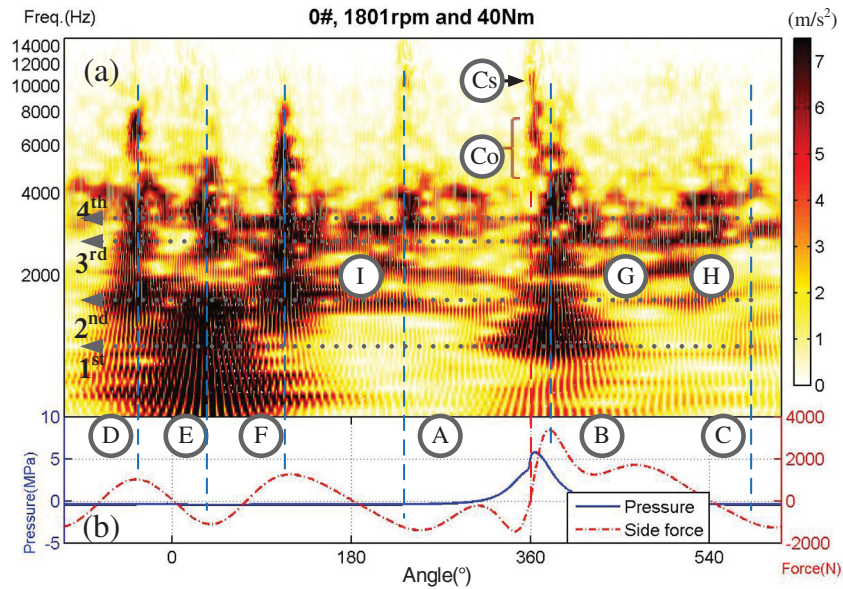 Freq.(Hz)
0#, 1801rpm and 40Nm
(m/s²)
14000
12000
10000
8000
6000
4000
2000
(a)
Cs
Co
4th
3rd
2nd
1st
I
G
H
7
6
5
4
3
2
1
0
D
E
F
A
B
C
10
5
0
-5
Pressure(MPa)
(b)
Pressure
Side force
4000
2000
0
-2000
Force(N)
0
180
360
540
Angle(°)